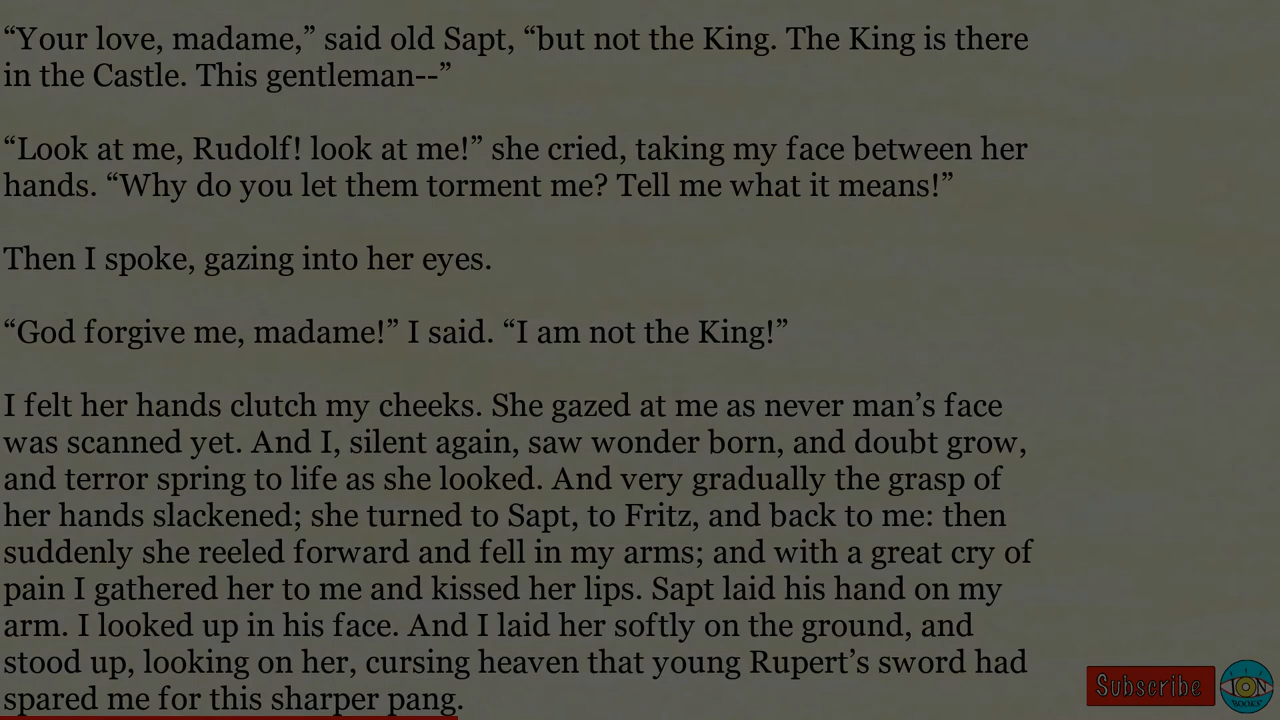 “Your love, madame,” said old Sapt, “but not the King. The King is there
in the Castle. This gentleman--”
“Look at me, Rudolf! look at me!” she cried, taking my face between her
hands. “Why do you let them torment me? Tell me what it means!”
Then I spoke, gazing into her eyes.
“God forgive me, madame!” I said. “I am not the King!”
I felt her hands clutch my cheeks. She gazed at me as never man’s face
was scanned yet. And I, silent again, saw wonder born, and doubt grow,
and terror spring to life as she looked. And very gradually the grasp of
her hands slackened; she turned to Sapt, to Fritz, and back to me: then
suddenly she reeled forward and fell in my arms; and with a great cry of
pain I gathered her to me and kissed her lips. Sapt laid his hand on my
arm. I looked up in his face. And I laid her softly on the ground, and
stood up, looking on her, cursing heaven that young Rupert’s sword had
spared me for this sharper pang.
Subscribe
ION
BOOKS